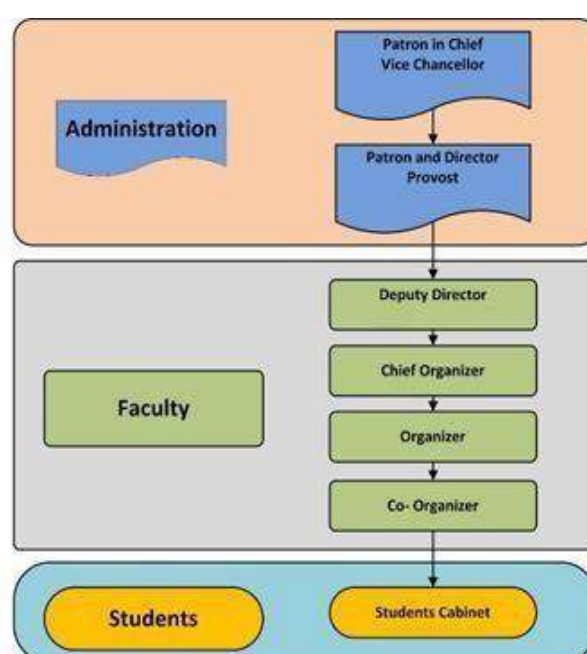 Administration
Patron in Chief
Vice Chancellor
Patron and Director
Provost
Faculty
Deputy Director
Chief Organizer
Organizer
Co- Organizer
Students
Students Cabinet